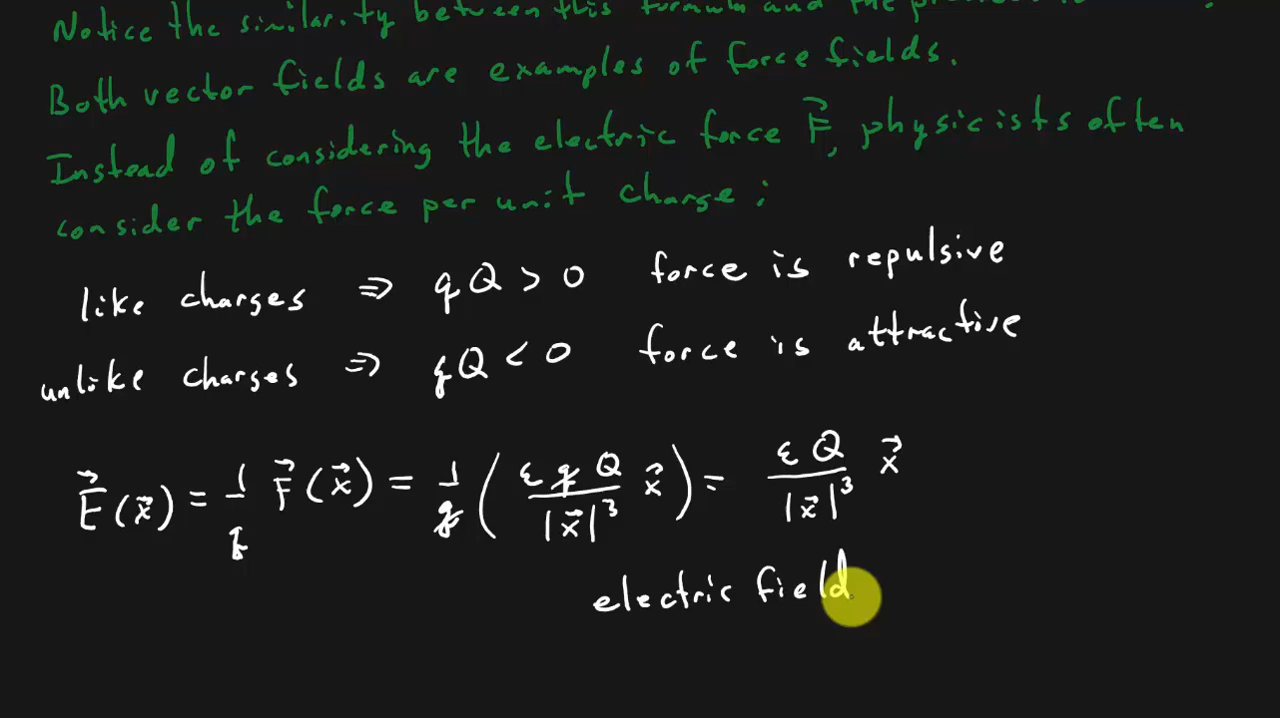 Notice the similarity between this formula and the
Both vector fields are examples of force fields.
Instead of considering the electric force F⃗, physicists often
consider the force per unit charge:
like charges ⇒ qQ > 0 force is repulsive
unlike charges ⇒ qQ < 0 force is attractive
E⃗(x⃗) = 1/q F⃗(x⃗) = 1/q (εqQ/|x⃗|³ x⃗) = εQ/|x⃗|³ x⃗
electric field